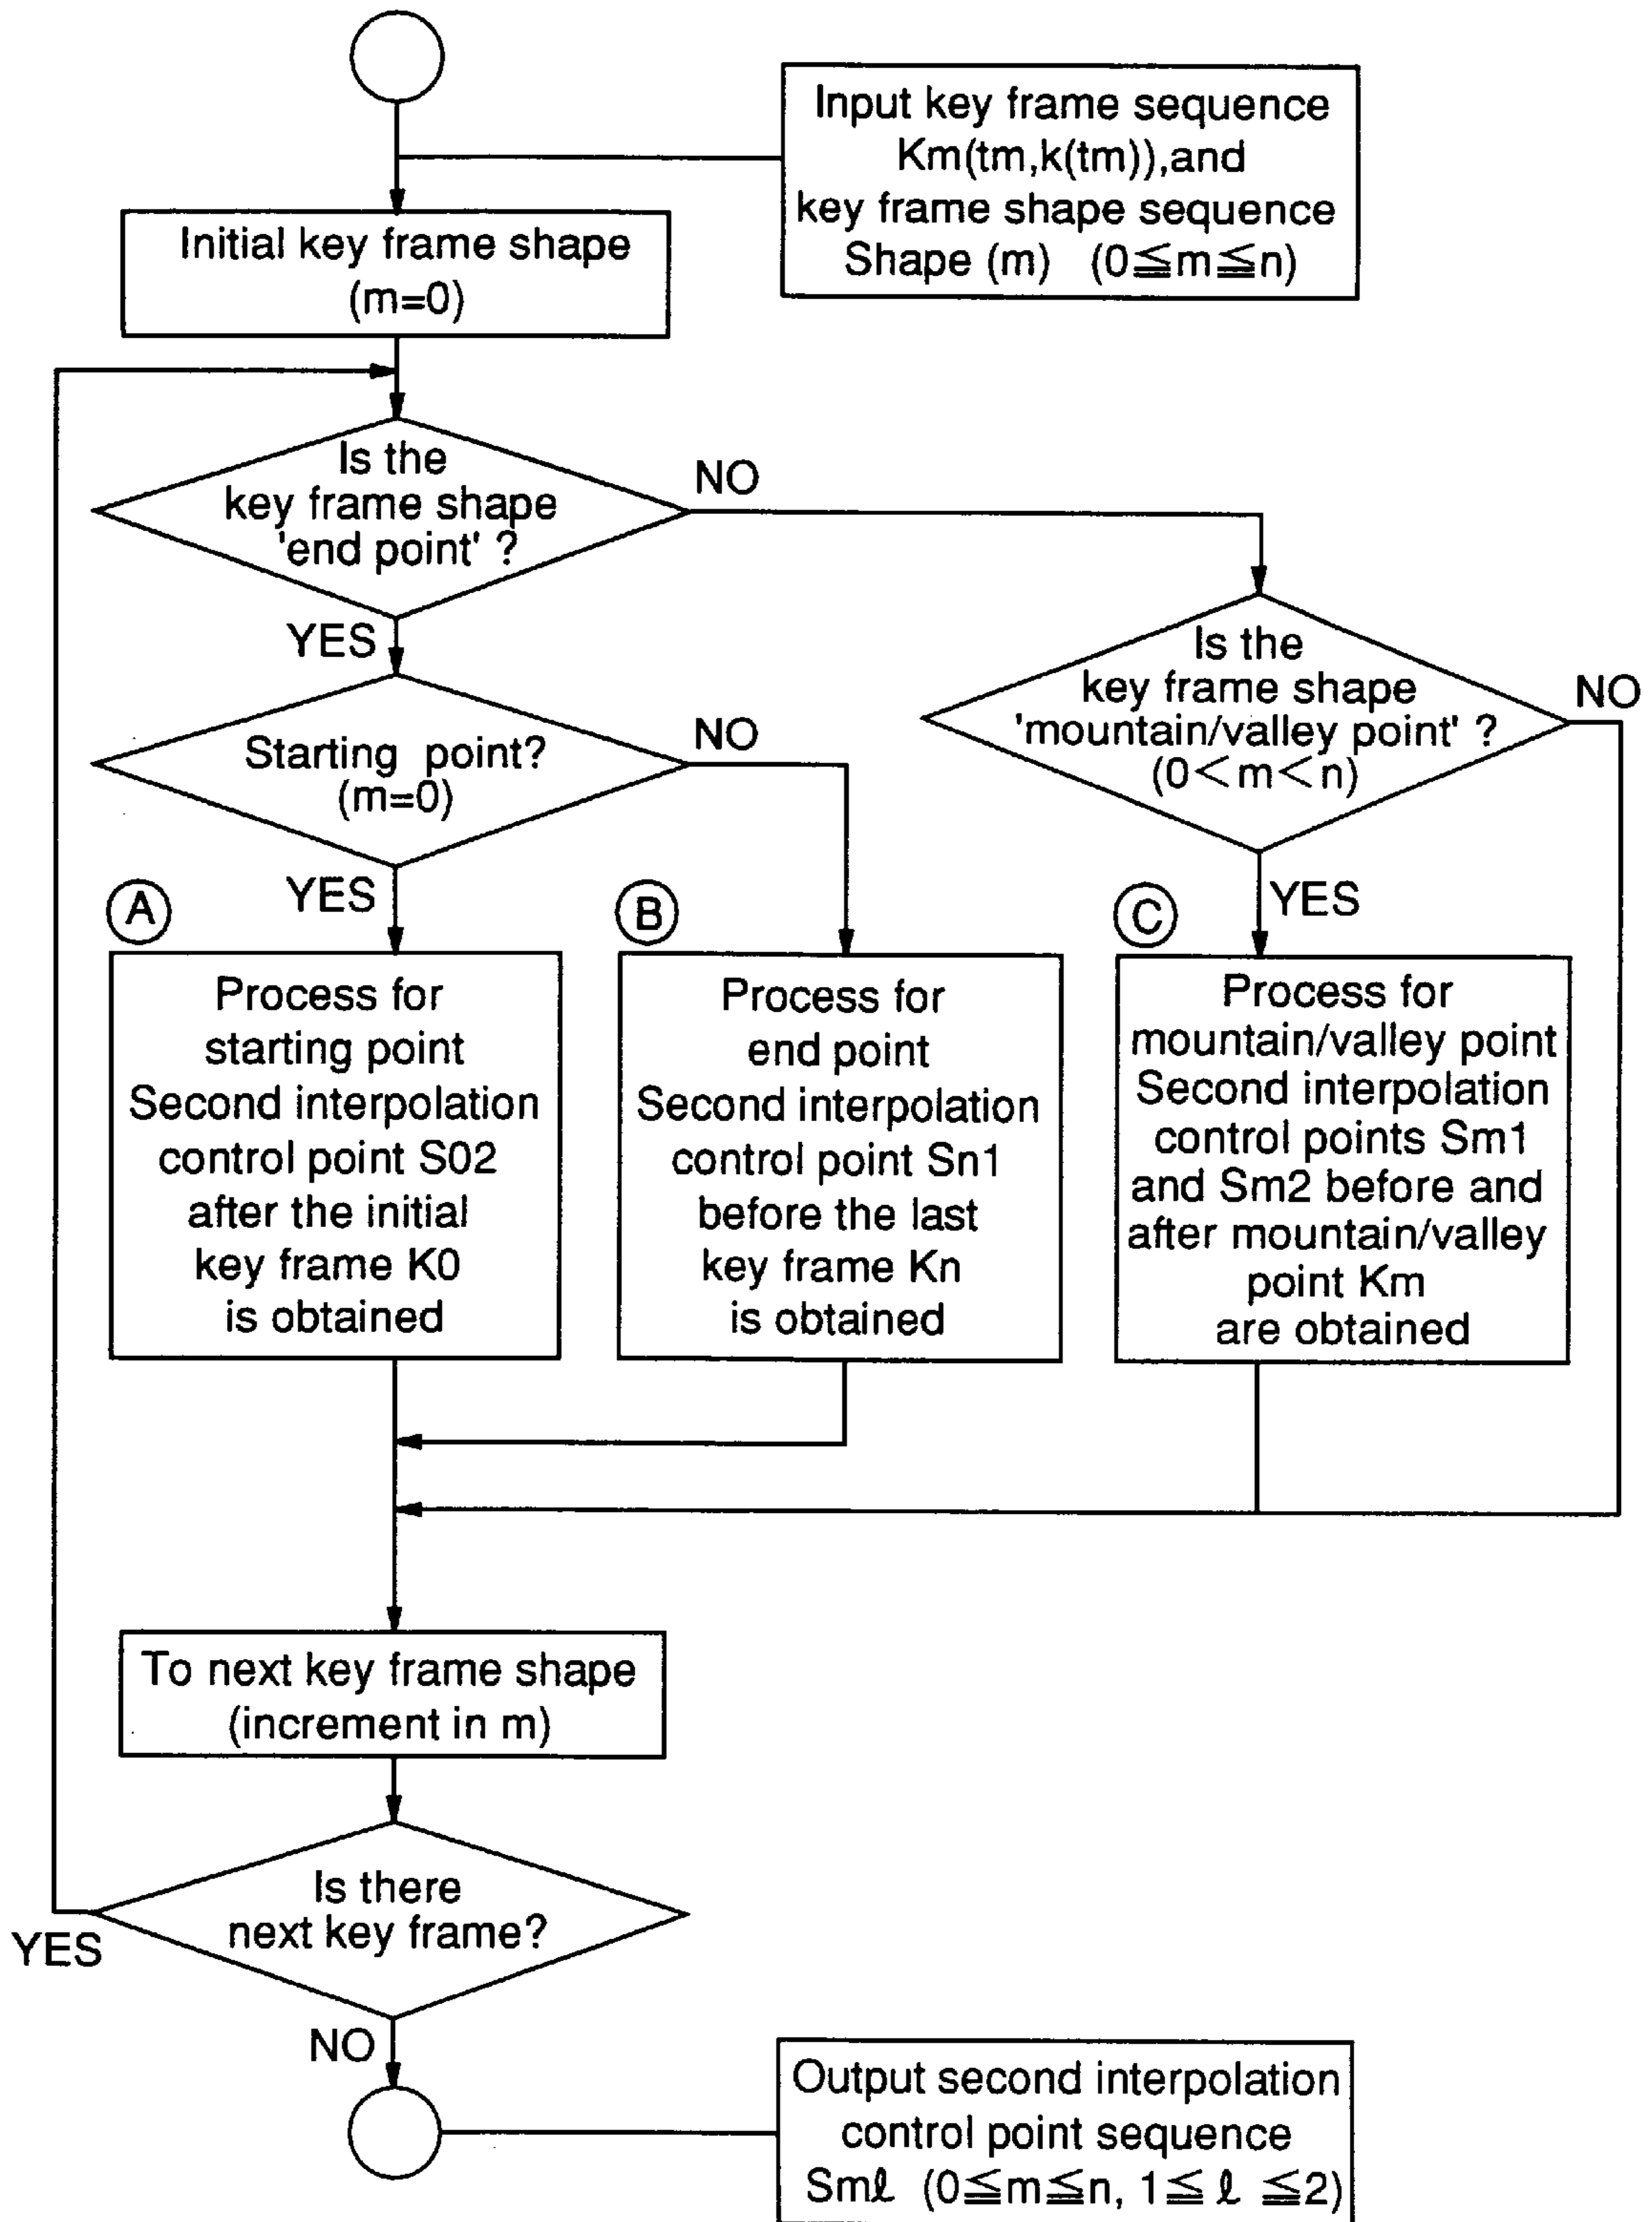 Input key frame sequence
Km(tm,k(tm)),and
key frame shape sequence
Shape (m) (0≦m≦n)
Initial key frame shape
(m=0)
Is the
key frame shape
'end point' ?
NO
YES
Is the
key frame shape
'mountain/valley point' ?
(0<m<n)
NO
Starting point?
(m=0)
NO
YES
YES
A
Process for
starting point
Second interpolation
control point S02
after the initial
key frame K0
is obtained
B
Process for
end point
Second interpolation
control point Sn1
before the last
key frame Kn
is obtained
C
Process for
mountain/valley point
Second interpolation
control points Sm1
and Sm2 before and
after mountain/valley
point Km
are obtained
To next key frame shape
(increment in m)
Is there
next key frame?
YES
NO
Output second interpolation
control point sequence
Smℓ (0≦m≦n, 1≦ ℓ ≦2)